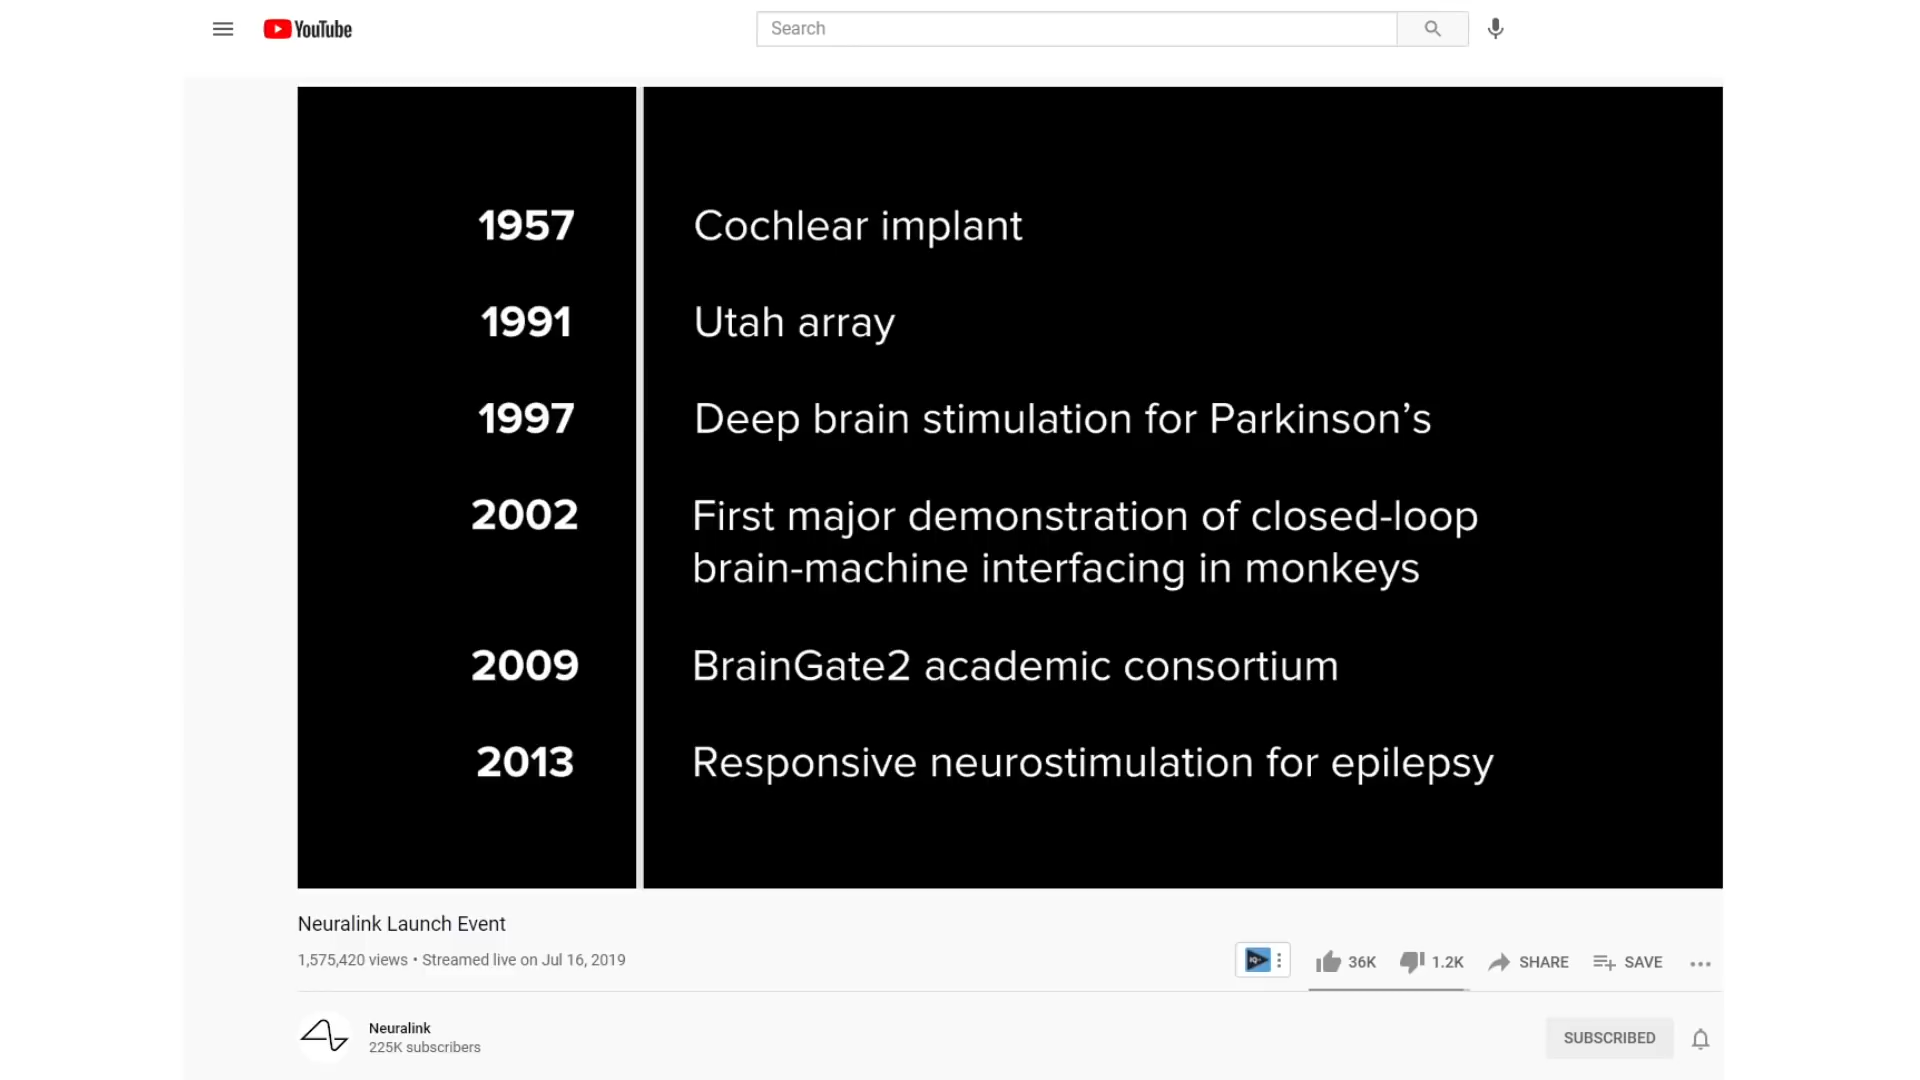 YouTube
Search
1957 Cochlear implant
1991 Utah array
1997 Deep brain stimulation for Parkinson’s
2002 First major demonstration of closed-loop
brain-machine interfacing in monkeys
2009 BrainGate2 academic consortium
2013 Responsive neurostimulation for epilepsy
Neuralink Launch Event
1,575,420 views • Streamed live on Jul 16, 2019
36K 1.2K SHARE SAVE
Neuralink
225K subscribers
SUBSCRIBED